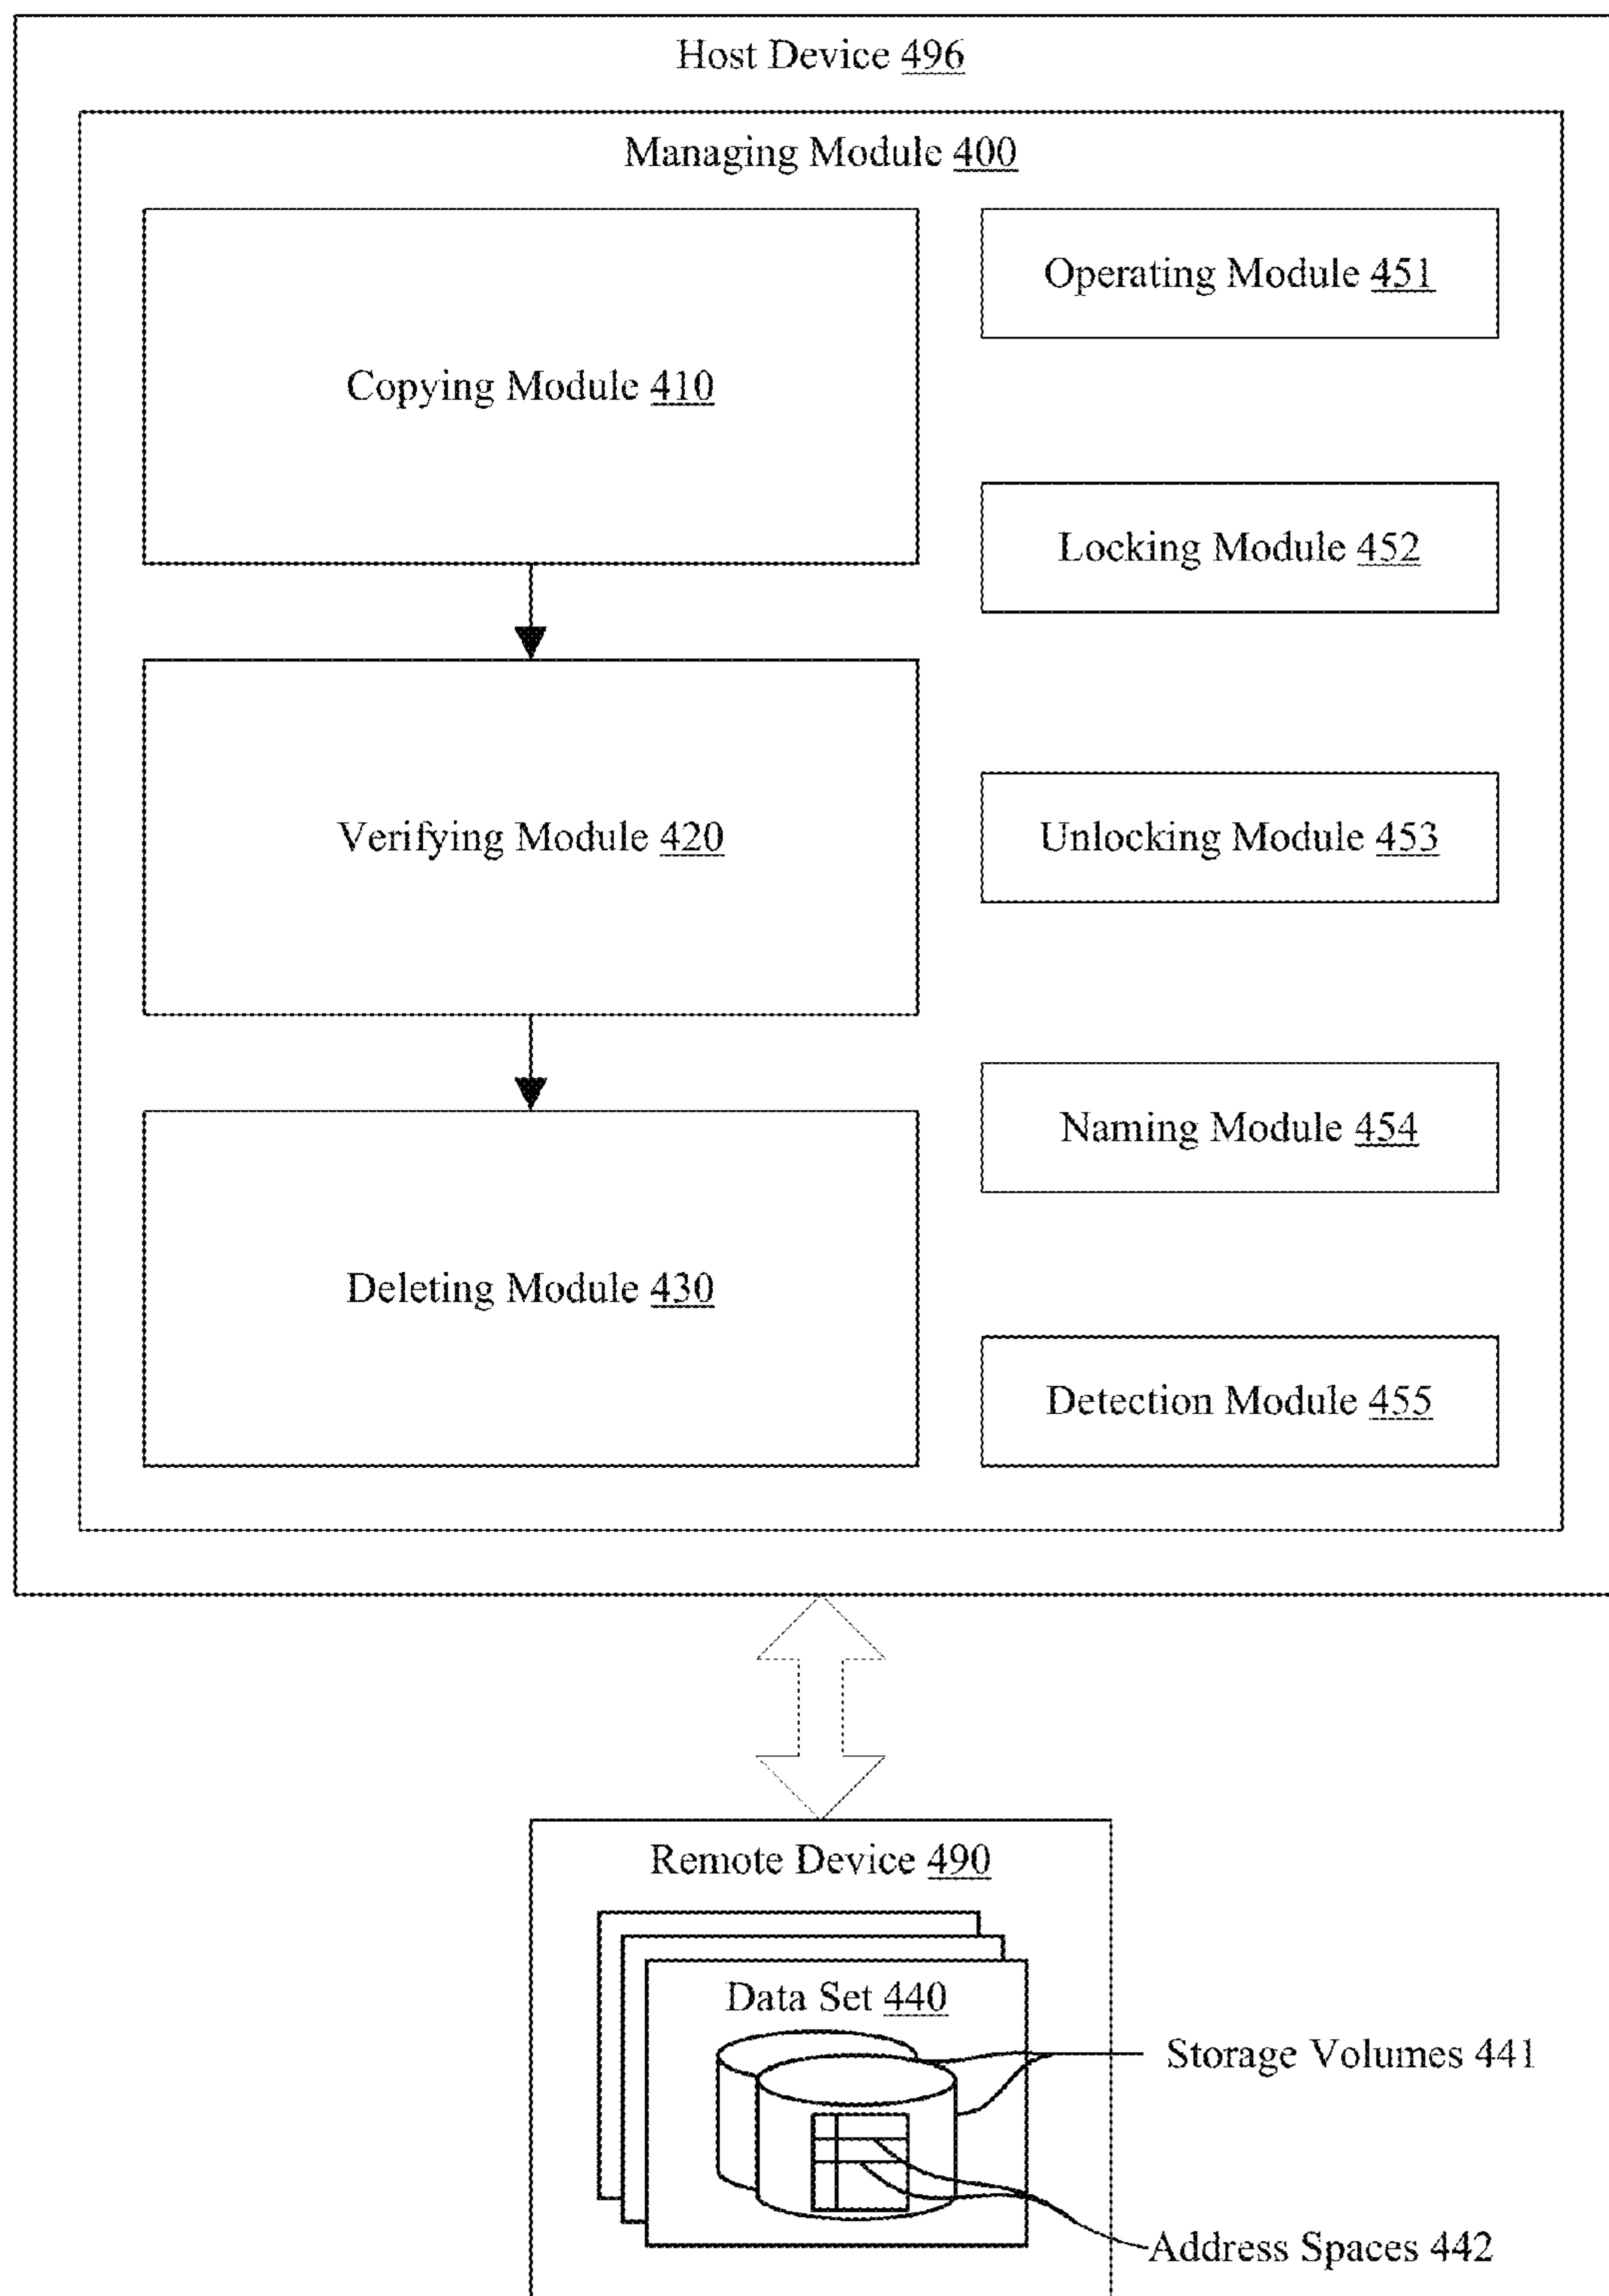 Host Device 496
Managing Module 400
Copying Module 410
Operating Module 451
Locking Module 452
Verifying Module 420
Unlocking Module 453
Naming Module 454
Deleting Module 430
Detection Module 455
Remote Device 490
Data Set 440
Storage Volumes 441
Address Spaces 442